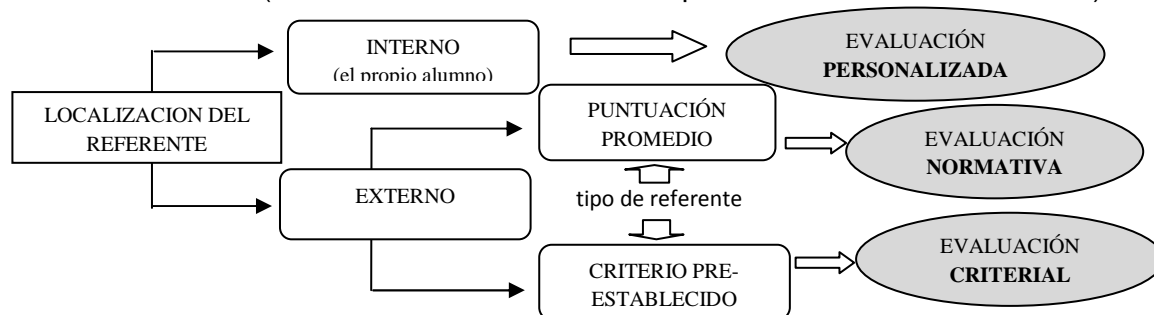 INTERNO
(el propio alumno)
EVALUACIÓN
PERSONALIZADA
LOCALIZACION DEL
REFERENTE
PUNTUACIÓN
PROMEDIO
EVALUACIÓN
NORMATIVA
EXTERNO
tipo de referente
CRITERIO PRE-
ESTABLECIDO
EVALUACIÓN
CRITERIAL